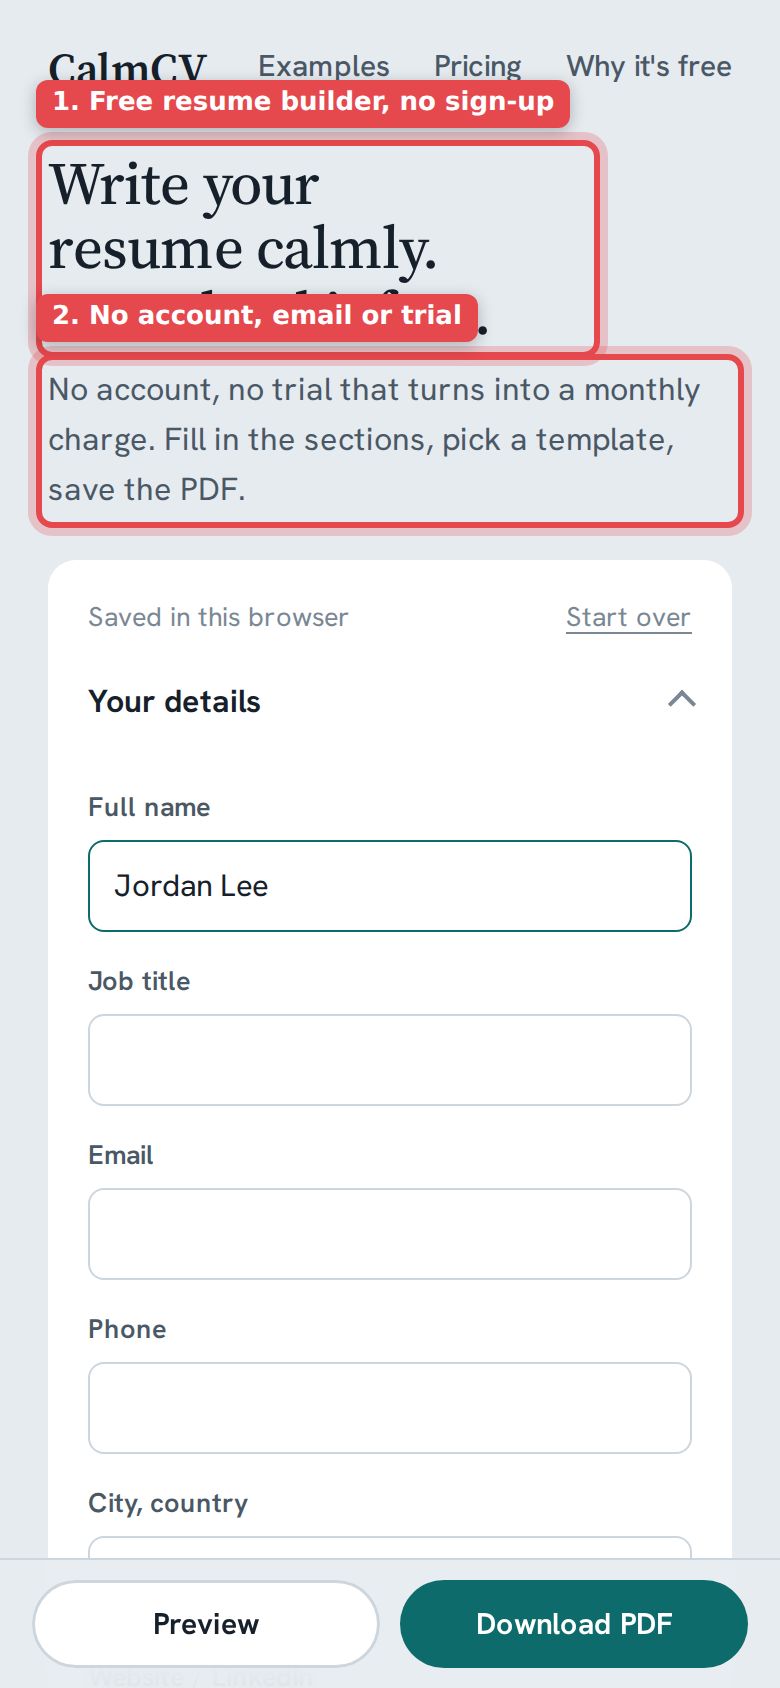 CalmCV Examples Pricing Why it's free
1. Free resume builder, no sign-up
Write your
resume calmly.
2. No account, email or trial
No account, no trial that turns into a monthly
charge. Fill in the sections, pick a template,
save the PDF.
Saved in this browser Start over
Your details
Full name
Jordan Lee
Job title
Email
Phone
City, country
Preview Download PDF
Website / LinkedIn